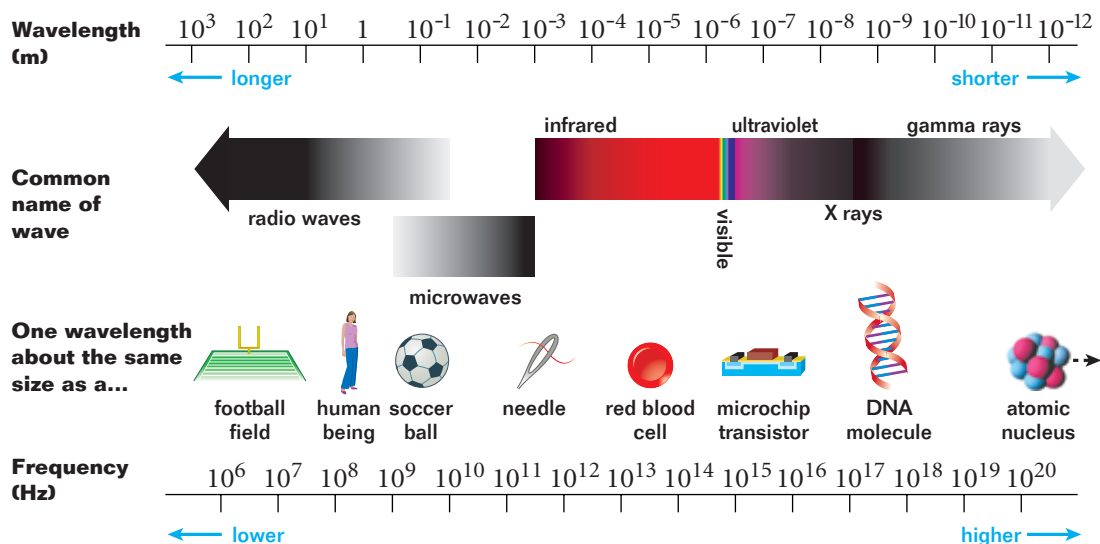 Wavelength
(m)
10³ 10² 10¹ 1 10⁻¹ 10⁻² 10⁻³ 10⁻⁴ 10⁻⁵ 10⁻⁶ 10⁻⁷ 10⁻⁸ 10⁻⁹ 10⁻¹⁰ 10⁻¹¹ 10⁻¹²
longer
shorter
Common
name of
wave
infrared
ultraviolet
gamma rays
radio waves
visible
X rays
microwaves
One wavelength
about the same
size as a...
football
field
human
being
soccer
ball
needle
red blood
cell
microchip
transistor
DNA
molecule
atomic
nucleus
Frequency
(Hz)
10⁶ 10⁷ 10⁸ 10⁹ 10¹⁰ 10¹¹ 10¹² 10¹³ 10¹⁴ 10¹⁵ 10¹⁶ 10¹⁷ 10¹⁸ 10¹⁹ 10²⁰
lower
higher